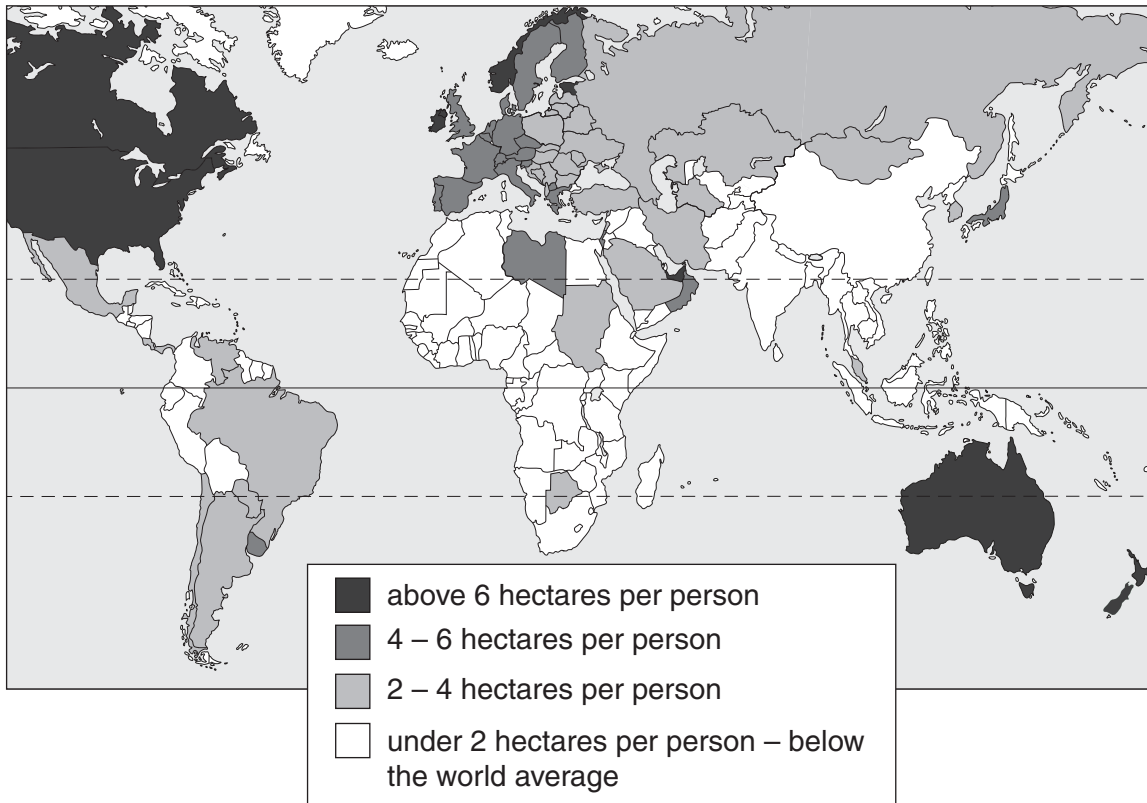 above 6 hectares per person
4 – 6 hectares per person
2 – 4 hectares per person
under 2 hectares per person – below
the world average